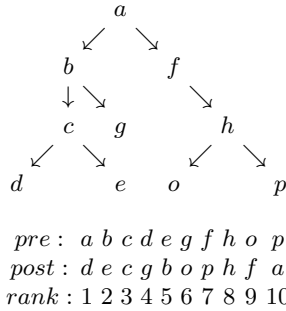 a
b f
c g h
d e o p
pre : a b c d e g f h o p
post : d e c g b o p h f a
rank : 1 2 3 4 5 6 7 8 9 10